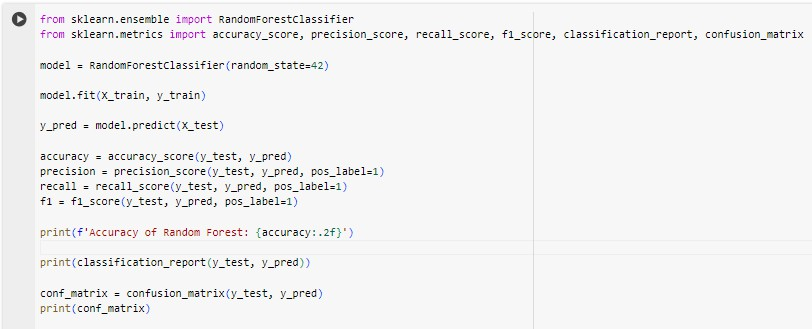 from sklearn.ensemble import RandomForestClassifier
from sklearn.metrics import accuracy_score, precision_score, recall_score, f1_score, classification_report, confusion_matrix
model = RandomForestClassifier(random_state=42)
model.fit(X_train, y_train)
y_pred = model.predict(X_test)
accuracy = accuracy_score(y_test, y_pred)
precision = precision_score(y_test, y_pred, pos_label=1)
recall = recall_score(y_test, y_pred, pos_label=1)
f1 = f1_score(y_test, y_pred, pos_label=1)
print(f'Accuracy of Random Forest: {accuracy:.2f}')
print(classification_report(y_test, y_pred))
conf_matrix = confusion_matrix(y_test, y_pred)
print(conf_matrix)